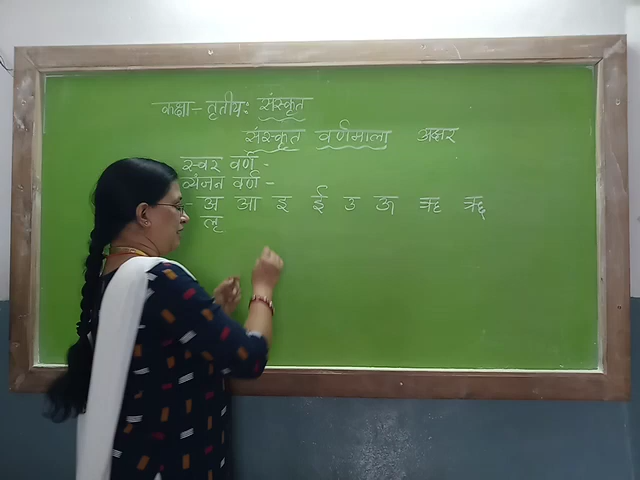 कक्षा - तृतीय: संस्कृत
संस्कृत वर्णमाला अक्षर
स्वर वर्ण -
व्यंजन वर्ण -
- अ आ इ ई उ ऊ ऋ ॠ
लृ